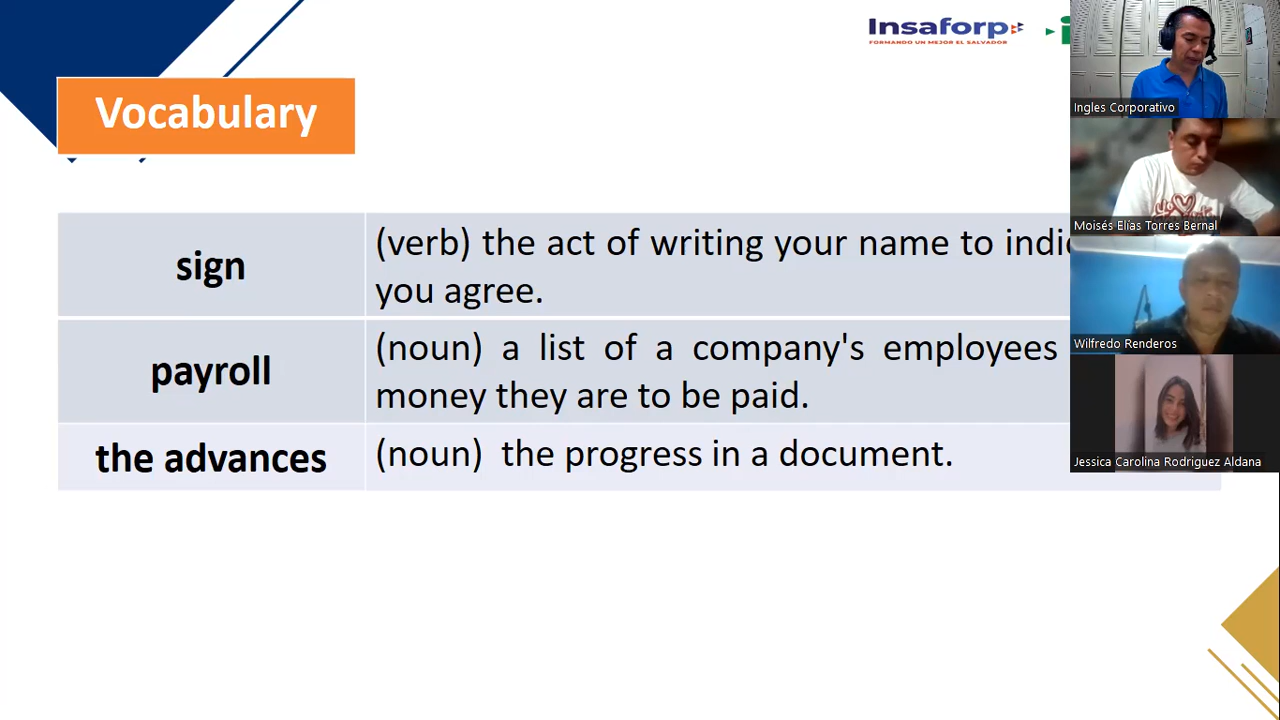 Insaforp
FORMANDO UN MEJOR EL SALVADOR
Vocabulary
sign
(verb) the act of writing your name to
you agree.
payroll
(noun) a list of a company's employees
money they are to be paid.
the advances
(noun) the progress in a document.
Ingles Corporativo
Moisés Elías Torres Bernal
Wilfredo Renderos
Jessica Carolina Rodriguez Aldana